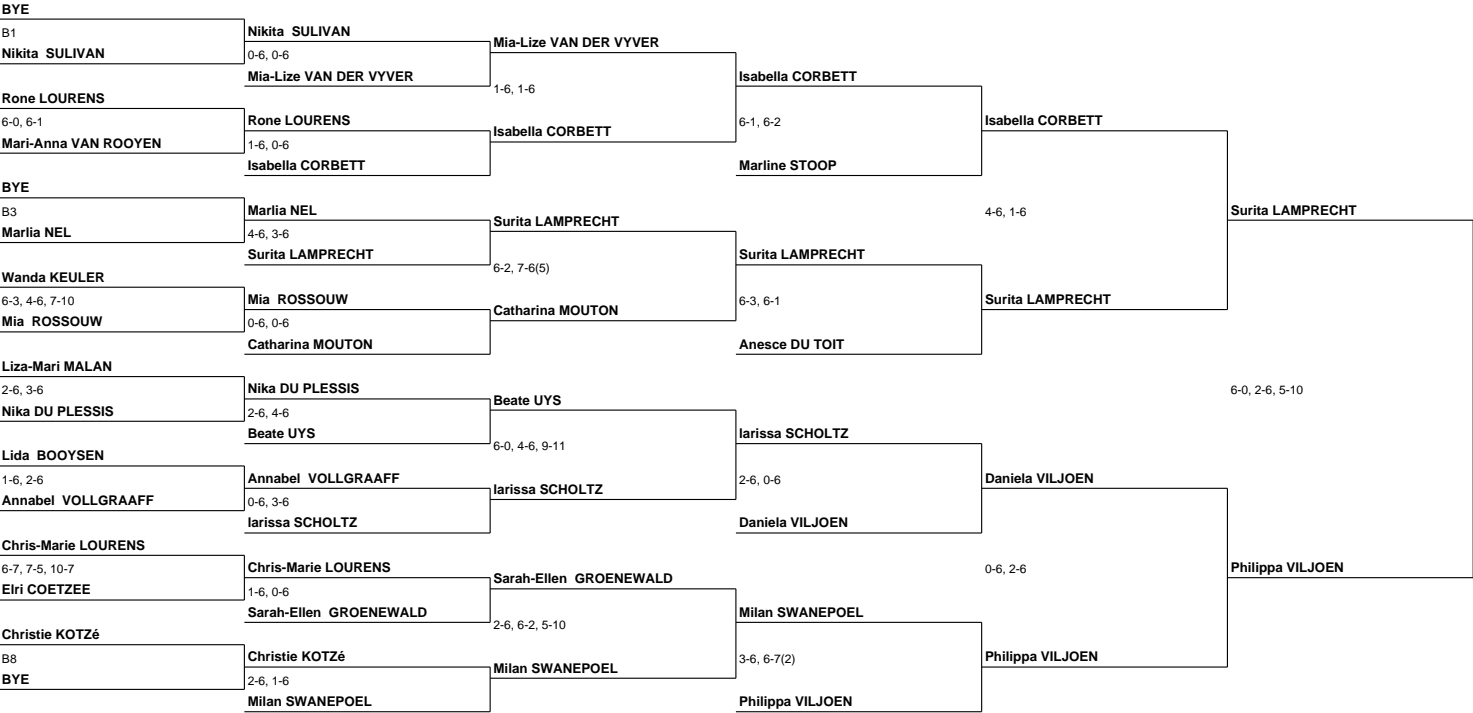 BYE
B1
Nikita  SULIVAN
Rone LOURENS
6-0, 6-1
Mari-Anna VAN ROOYEN
BYE
B3
Marlia NEL
Wanda KEULER
6-3, 4-6, 7-10
Mia  ROSSOUW
Liza-Mari MALAN
2-6, 3-6
Nika DU PLESSIS
Lida  BOOYSEN
1-6, 2-6
Annabel  VOLLGRAAFF
Chris-Marie LOURENS
6-7, 7-5, 10-7
Elri COETZEE
Christie KOTZé
B8
BYE
Nikita  SULIVAN
0-6, 0-6
Mia-Lize VAN DER VYVER
Rone LOURENS
1-6, 0-6
Isabella CORBETT
Marlia NEL
4-6, 3-6
Surita LAMPRECHT
Mia  ROSSOUW
0-6, 0-6
Catharina MOUTON
Nika DU PLESSIS
2-6, 4-6
Beate UYS
Annabel  VOLLGRAAFF
0-6, 3-6
larissa SCHOLTZ
Chris-Marie LOURENS
1-6, 0-6
Sarah-Ellen  GROENEWALD
Christie KOTZé
2-6, 1-6
Milan SWANEPOEL
Mia-Lize VAN DER VYVER
1-6, 1-6
Isabella CORBETT
Surita LAMPRECHT
6-2, 7-6(5)
Catharina MOUTON
Beate UYS
6-0, 4-6, 9-11
larissa SCHOLTZ
Sarah-Ellen  GROENEWALD
2-6, 6-2, 5-10
Milan SWANEPOEL
Isabella CORBETT
6-1, 6-2
Marline STOOP
Surita LAMPRECHT
6-3, 6-1
Anesce DU TOIT
larissa SCHOLTZ
2-6, 0-6
Daniela VILJOEN
Milan SWANEPOEL
3-6, 6-7(2)
Philippa VILJOEN
Isabella CORBETT
4-6, 1-6
Surita LAMPRECHT
Daniela VILJOEN
0-6, 2-6
Philippa VILJOEN
Surita LAMPRECHT
6-0, 2-6, 5-10
Philippa VILJOEN